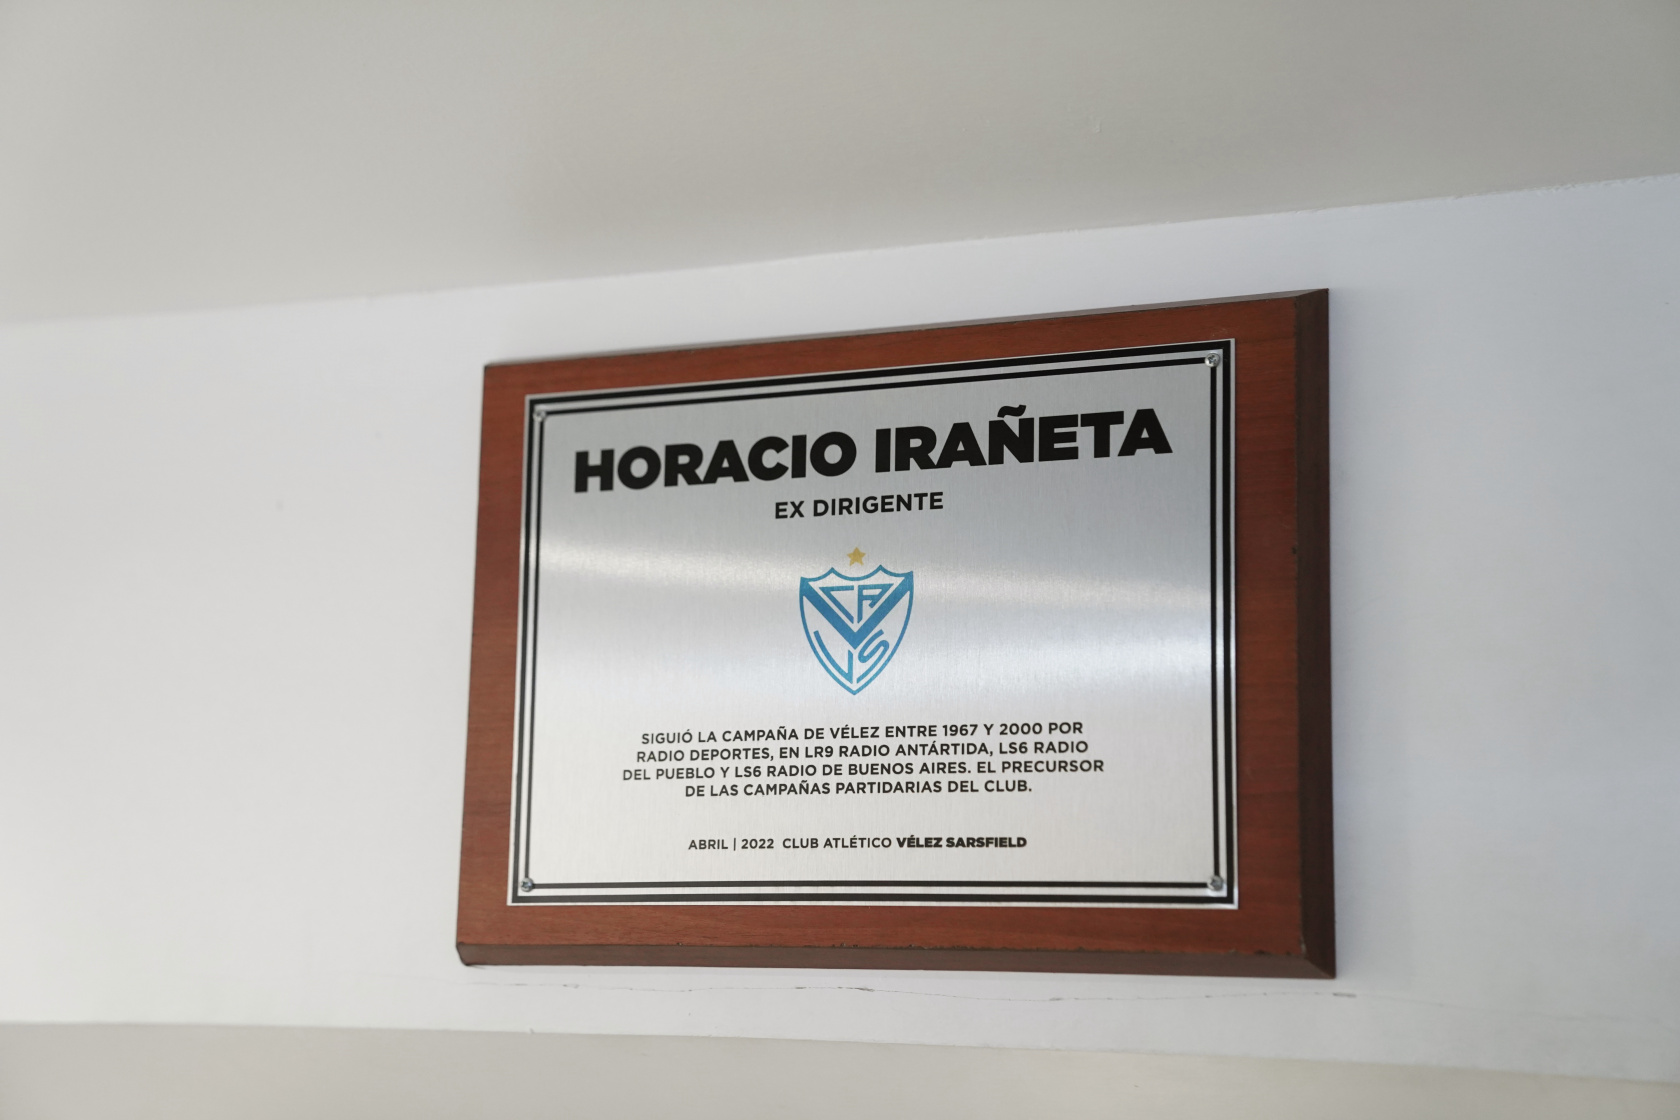 HORACIO IRAÑETA
EX DIRIGENTE
CA
VS
SIGUIÓ LA CAMPAÑA DE VÉLEZ ENTRE 1967 Y 2000 POR
RADIO DEPORTES, EN LR9 RADIO ANTÁRTIDA, LS6 RADIO
DEL PUEBLO Y LS6 RADIO DE BUENOS AIRES. EL PRECURSOR
DE LAS CAMPAÑAS PARTIDARIAS DEL CLUB.
ABRIL | 2022 CLUB ATLÉTICO VÉLEZ SARSFIELD